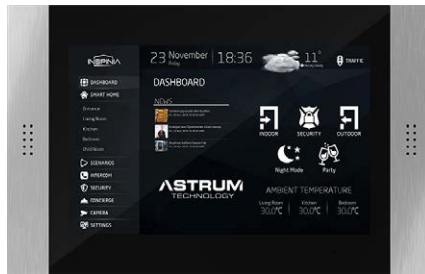 INSPINIA
23 November
Friday
18:36
11°
TRAFFIC
DASHBOARD
SMART HOME
Entrance
Living Room
Kitchen
Bedroom
Child Room
SCENARIOS
INTERCOM
SECURITY
CONCIERGE
CAMERA
SETTINGS
DASHBOARD
NEWS
INDOOR
SECURITY
OUTDOOR
Night Mode
Party
ASTRUM
TECHNOLOGY
AMBIENT TEMPERATURE
Living Room
Kitchen
Bedroom
30.0°C
30.0°C
30.0°C